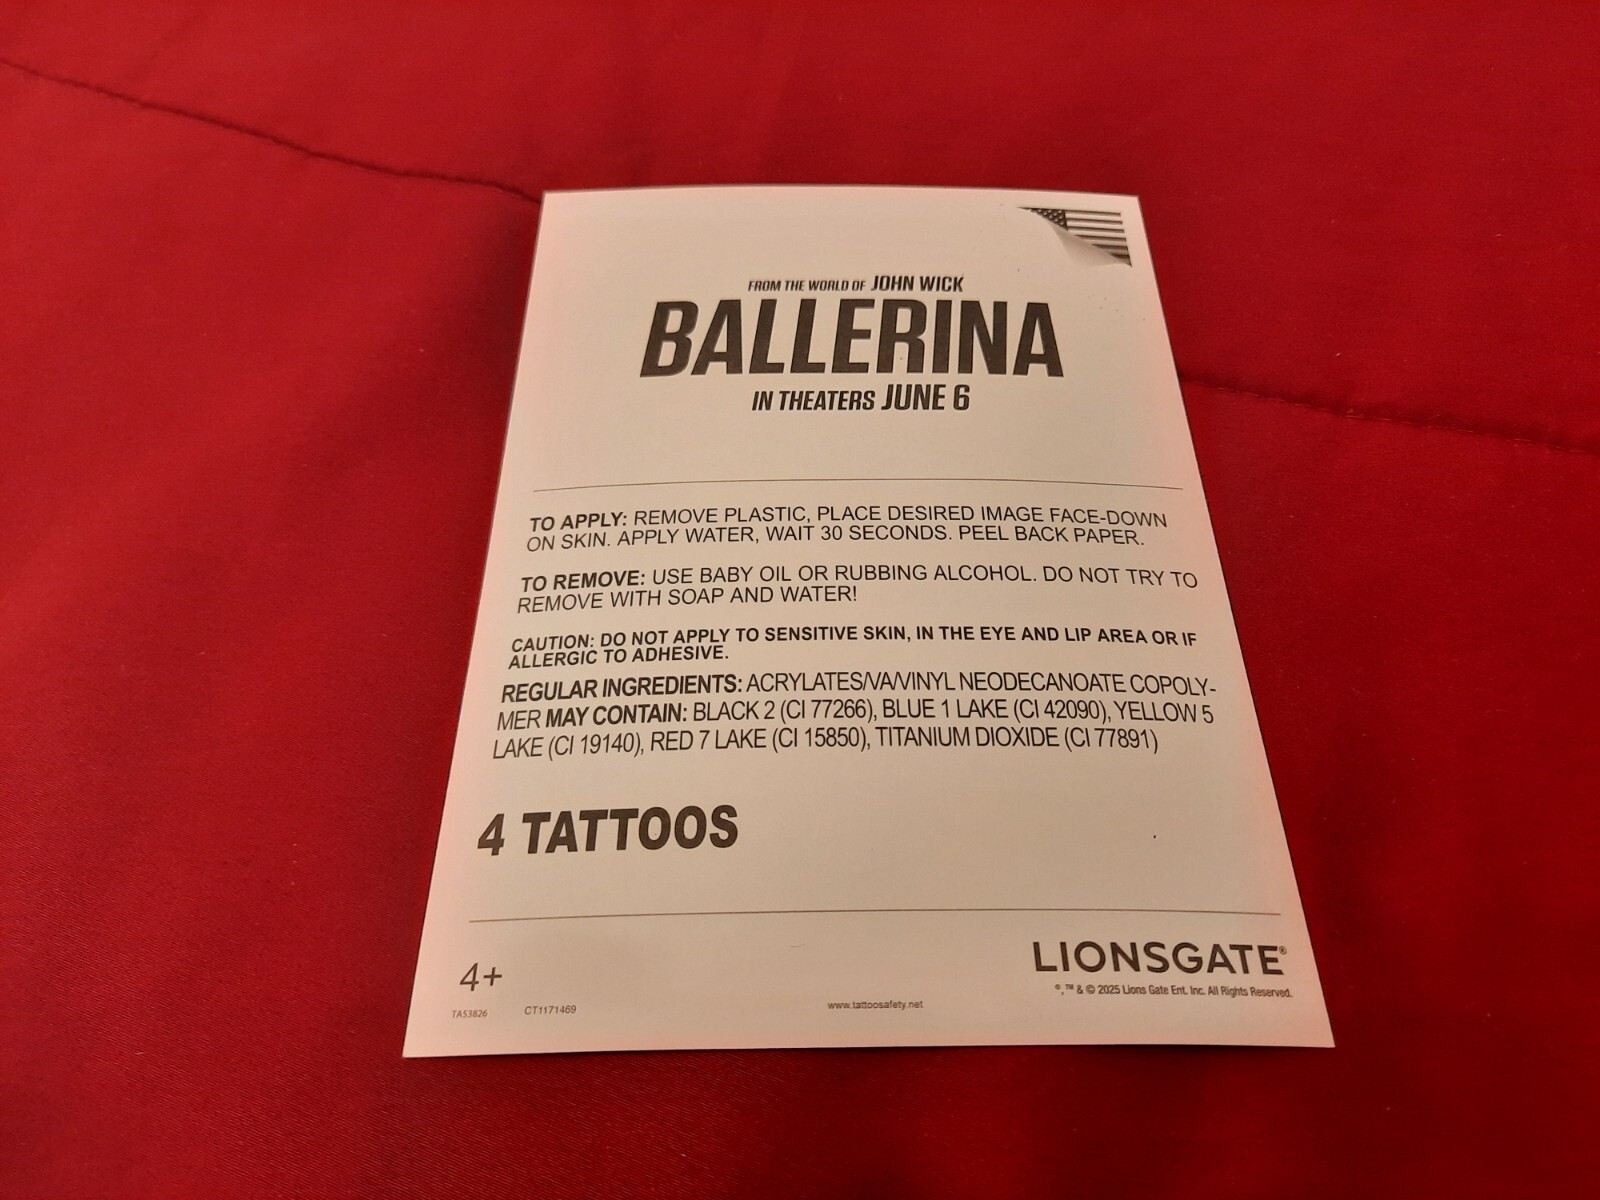 FROM THE WORLD OF JOHN WICK
BALLERINA
IN THEATERS JUNE 6
TO APPLY: REMOVE PLASTIC, PLACE DESIRED IMAGE FACE-DOWN
ON SKIN. APPLY WATER, WAIT 30 SECONDS. PEEL BACK PAPER.
TO REMOVE: USE BABY OIL OR RUBBING ALCOHOL. DO NOT TRY TO
REMOVE WITH SOAP AND WATER!
CAUTION: DO NOT APPLY TO SENSITIVE SKIN, IN THE EYE AND LIP AREA OR IF
ALLERGIC TO ADHESIVE.
REGULAR INGREDIENTS: ACRYLATES/VA/VINYL NEODECANOATE COPOLY-
MER MAY CONTAIN: BLACK 2 (CI 77266), BLUE 1 LAKE (CI 42090), YELLOW 5
LAKE (CI 19140), RED 7 LAKE (CI 15850), TITANIUM DIOXIDE (CI 77891)
4 TATTOOS
4+
LIONSGATE®
®,™ & © 2025 Lions Gate Ent. Inc. All Rights Reserved.
TA53826 CT1171469 www.tattoosafety.net